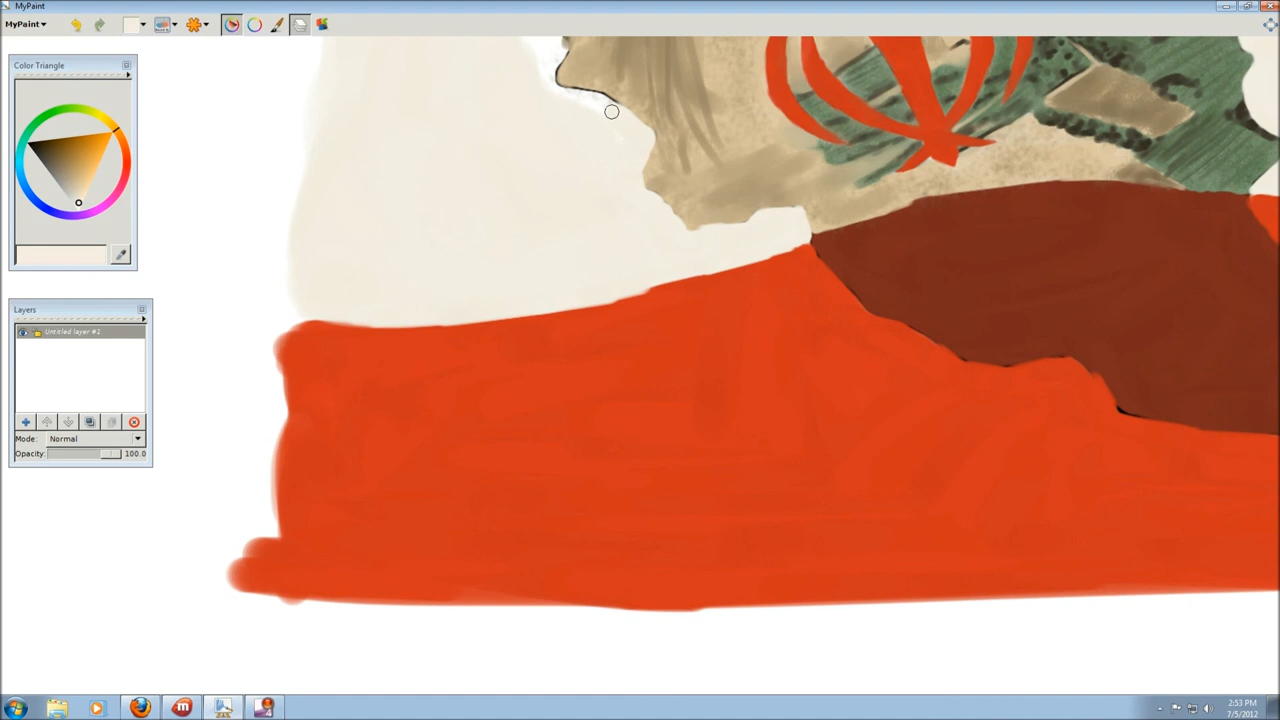 MyPaint
MyPaint
Color Triangle
Layers
Untitled layer #2
Mode: Normal
Opacity: 100.0
2:53 PM
7/5/2012